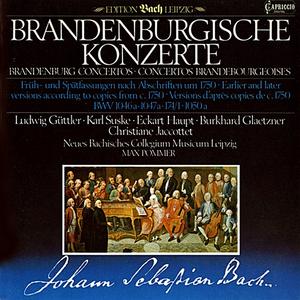 EDITION Bach LEIPZIG
CAPRICCIO
BRANDENBURGISCHE
KONZERTE
BRANDENBURG CONCERTOS · CONCERTOS BRANDEBOURGEOISES
Früh- und Spätfassungen nach Abschriften um 1750 · Earlier and later
versions according to copies from c. 1750 · Versions d'après copies de c. 1750
BWV 1046a · 1047a · 174/1 · 1050a
Ludwig Güttler · Karl Suske · Eckart Haupt · Burkhard Glaetzner
Christiane Jaccottet
Neues Bachisches Collegium Musicum Leipzig
MAX POMMER
Johann Sebastian Bach